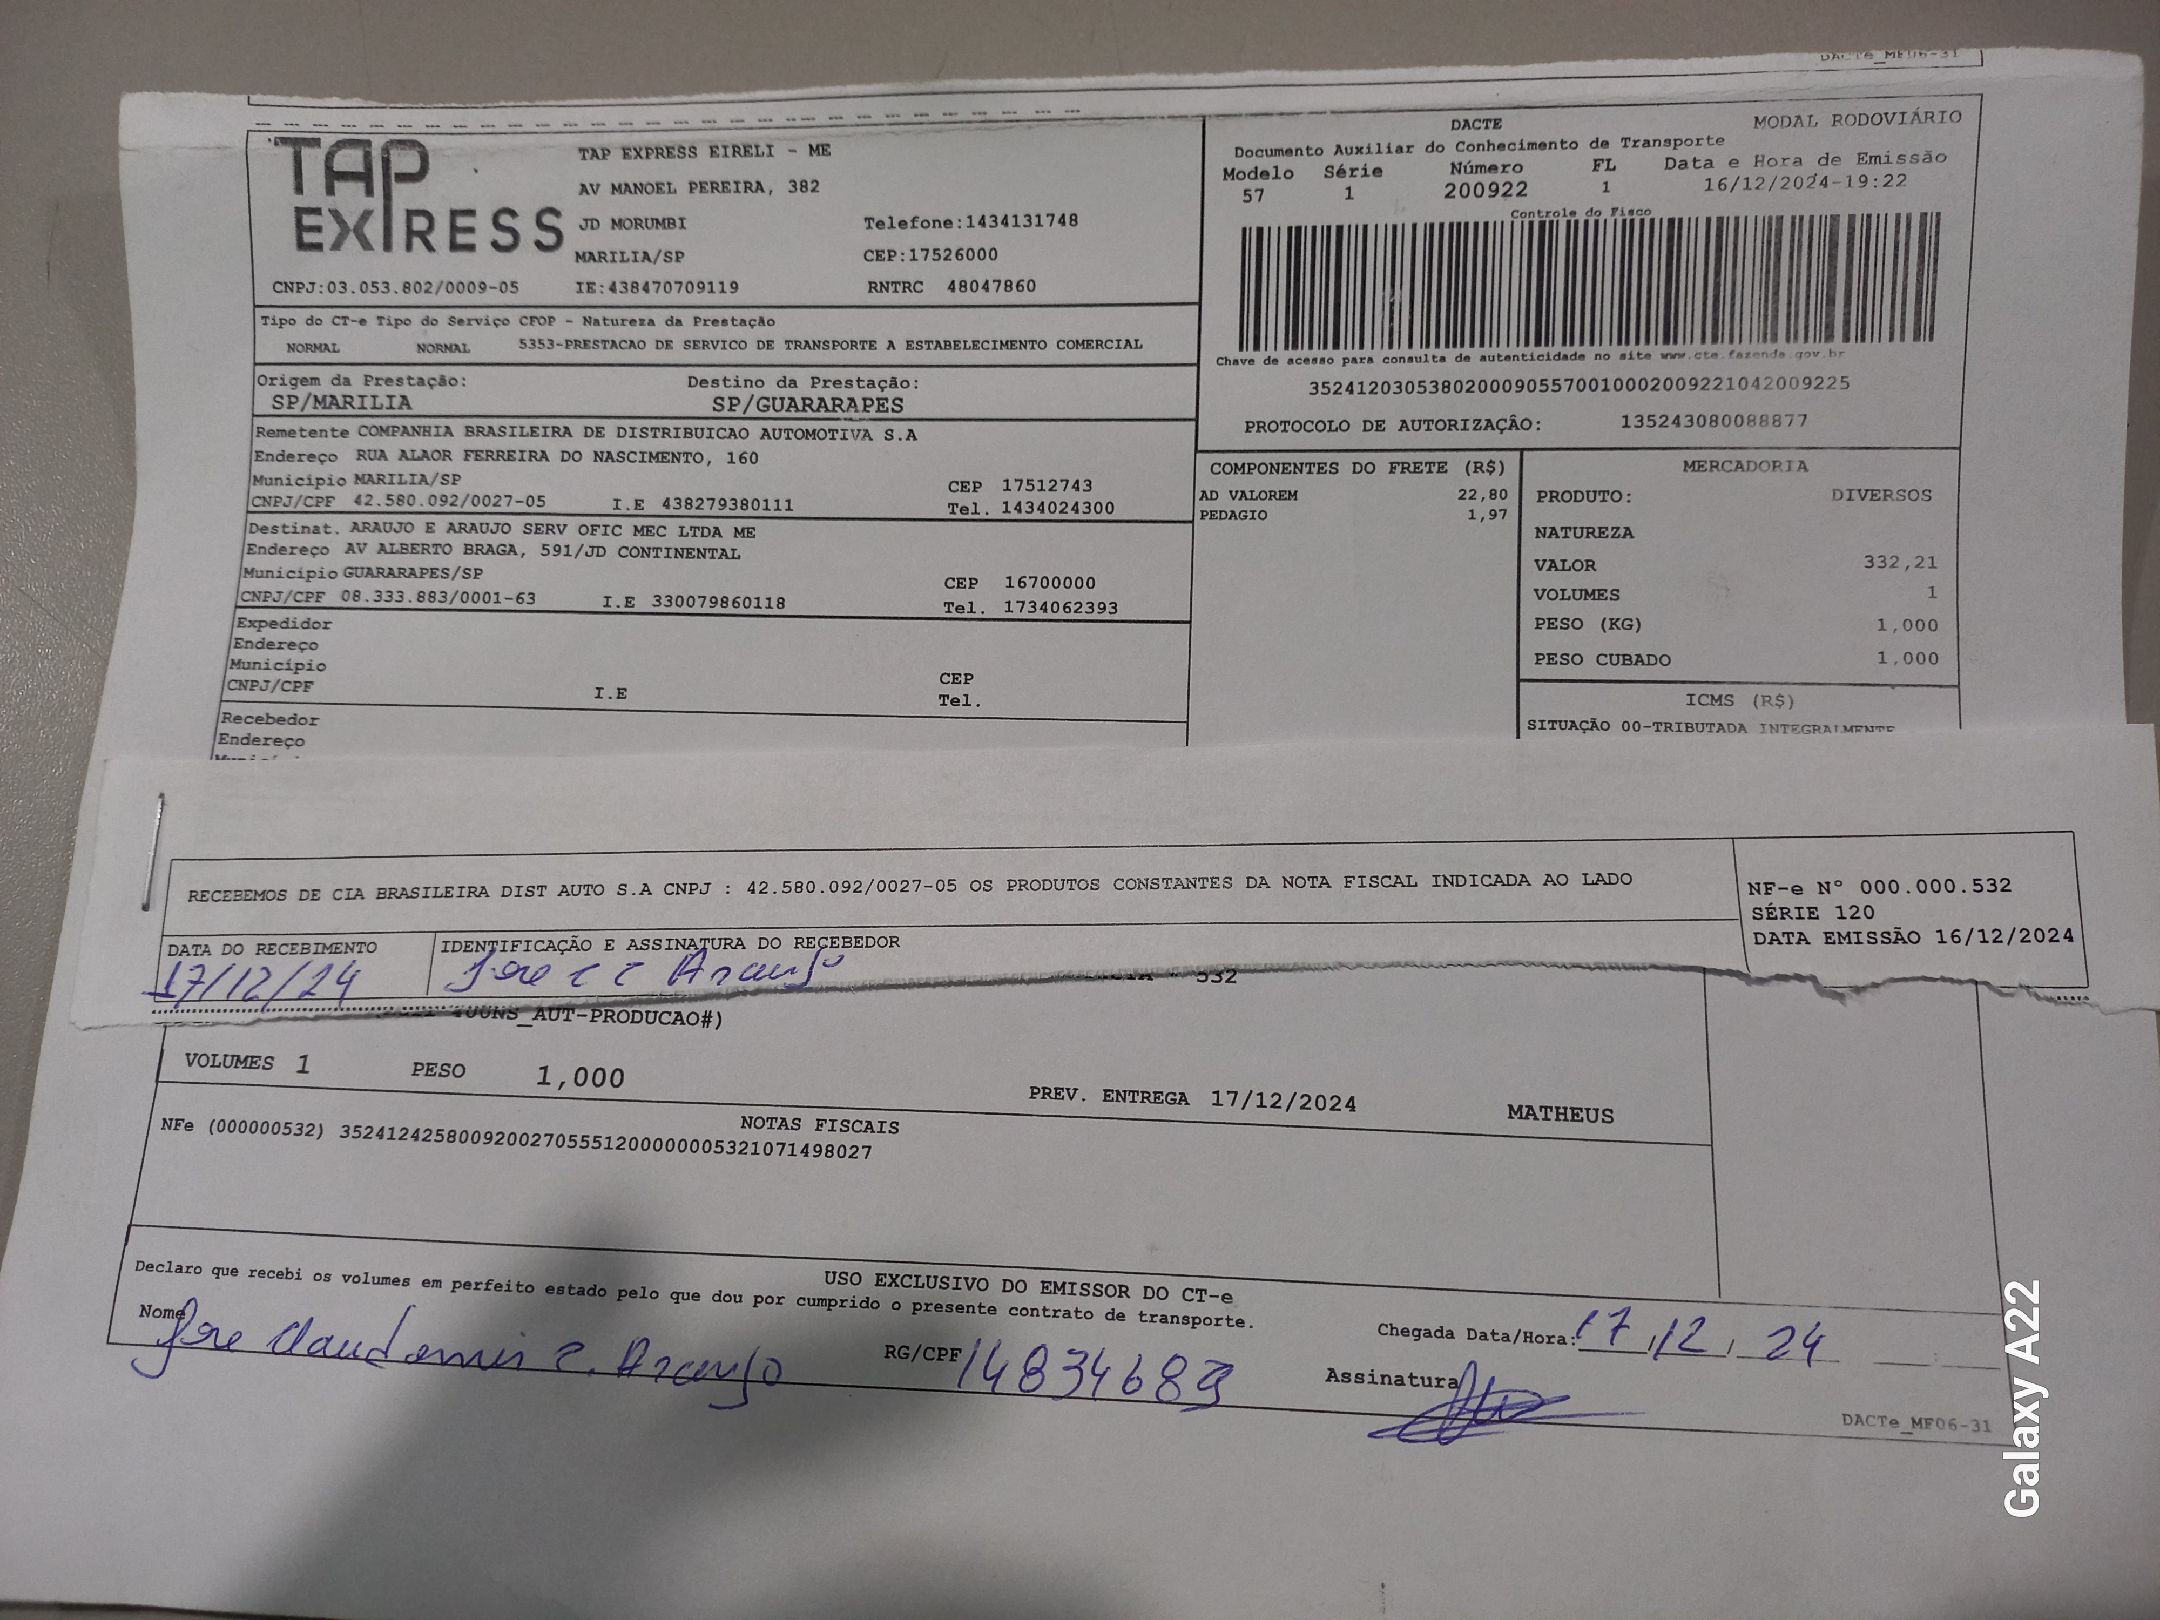 DACTe_MF06-31
TAP EXPRESS
TAP EXPRESS EIRELI - ME
AV MANOEL PEREIRA, 382
JD MORUMBI Telefone:1434131748
MARILIA/SP CEP:17526000
CNPJ:03.053.802/0009-05 IE:438470709119 RNTRC 48047860
DACTE MODAL RODOVIÁRIO
Documento Auxiliar do Conhecimento de Transporte
Modelo Série Número FL Data e Hora de Emissão
57 1 200922 1 16/12/2024-19:22
Controle do Fisco
Chave de acesso para consulta de autenticidade no site www.cte.fazenda.gov.br
35241203053802000905570010002009221042009225
PROTOCOLO DE AUTORIZAÇÃO: 135243080088877
Tipo do CT-e Tipo do Serviço CFOP - Natureza da Prestação
NORMAL NORMAL 5353-PRESTACAO DE SERVICO DE TRANSPORTE A ESTABELECIMENTO COMERCIAL
Origem da Prestação: Destino da Prestação:
SP/MARILIA SP/GUARARAPES
Remetente COMPANHIA BRASILEIRA DE DISTRIBUICAO AUTOMOTIVA S.A
Endereço RUA ALAOR FERREIRA DO NASCIMENTO, 160
Município MARILIA/SP CEP 17512743
CNPJ/CPF 42.580.092/0027-05 I.E 438279380111 Tel. 1434024300
Destinat. ARAUJO E ARAUJO SERV OFIC MEC LTDA ME
Endereço AV ALBERTO BRAGA, 591/JD CONTINENTAL
Município GUARARAPES/SP CEP 16700000
CNPJ/CPF 08.333.883/0001-63 I.E 330079860118 Tel. 1734062393
Expedidor
Endereço
Município CEP
CNPJ/CPF I.E Tel.
Recebedor
Endereço
COMPONENTES DO FRETE (R$)
AD VALOREM 22,80
PEDAGIO 1,97
MERCADORIA
PRODUTO: DIVERSOS
NATUREZA
VALOR 332,21
VOLUMES 1
PESO (KG) 1,000
PESO CUBADO 1,000
ICMS (R$)
SITUAÇÃO 00-TRIBUTADA INTEGRALMENTE
RECEBEMOS DE CIA BRASILEIRA DIST AUTO S.A CNPJ : 42.580.092/0027-05 OS PRODUTOS CONSTANTES DA NOTA FISCAL INDICADA AO LADO
NF-e Nº 000.000.532
SÉRIE 120
DATA EMISSÃO 16/12/2024
DATA DO RECEBIMENTO IDENTIFICAÇÃO E ASSINATURA DO RECEBEDOR
17/12/24 Jose C C Araujo
532
_AUT-PRODUCAO#)
VOLUMES 1 PESO 1,000 PREV. ENTREGA 17/12/2024 MATHEUS
NOTAS FISCAIS
NFe (000000532) 35241242580092002705551200000005321071498027
USO EXCLUSIVO DO EMISSOR DO CT-e
Declaro que recebi os volumes em perfeito estado pelo que dou por cumprido o presente contrato de transporte.
Nome Jose Claudemir C. Araujo RG/CPF 14834689 Chegada Data/Hora: 17/12/24
Assinatura
DACTe_MF06-31
Galaxy A22